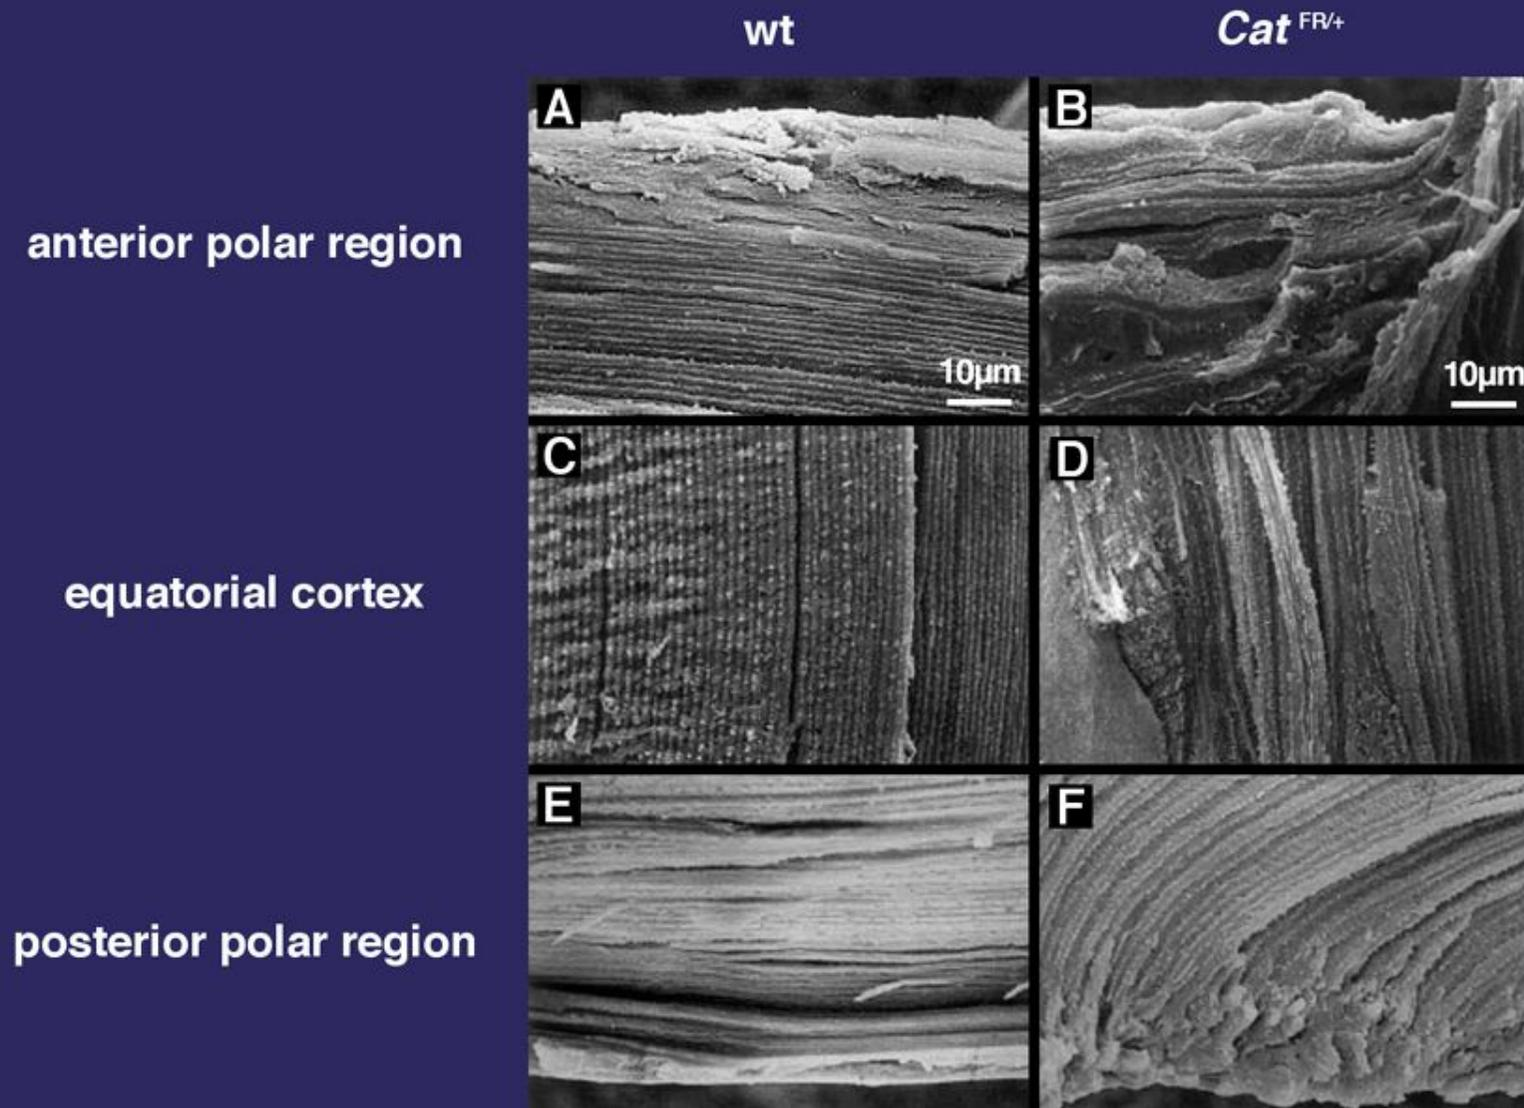 wt
Cat FR/+
anterior polar region
A
10µm
B
10µm
equatorial cortex
C
D
posterior polar region
E
F